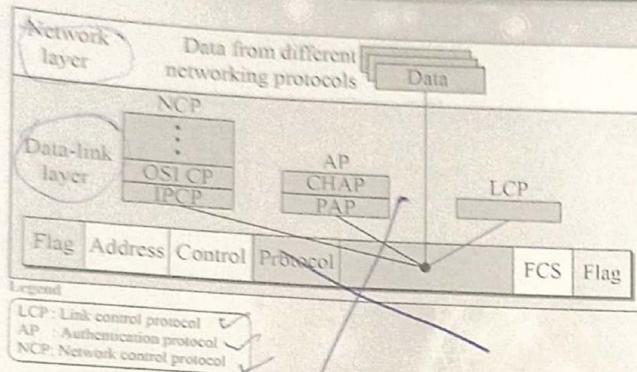 Network
layer
Data from different
networking protocols
Data
NCP
Data-link
layer
OSI CP
IPCP
AP
CHAP
PAP
LCP
Flag Address Control Protocol FCS Flag
Legend
LCP : Link control protocol
AP : Authentication protocol
NCP: Network control protocol